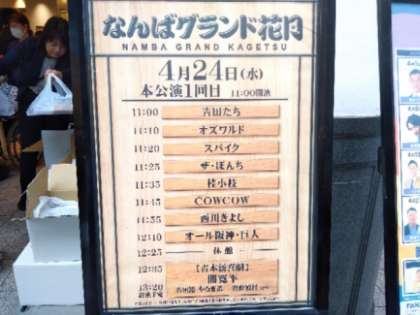 なんばグランド花月
NAMBA GRAND KAGETSU
4月24日(水)
本公演1回目 11:00開演
11:00 吉田たち
11:10 オズワルド
11:20 スパイク
11:25 ザ・ぼんち
11:35 桂小枝
11:45 COWCOW
11:55 西川きよし
12:10 オール阪神・巨人
12:25 休憩
12:35 【吉本新喜劇】
間寛平
13:20